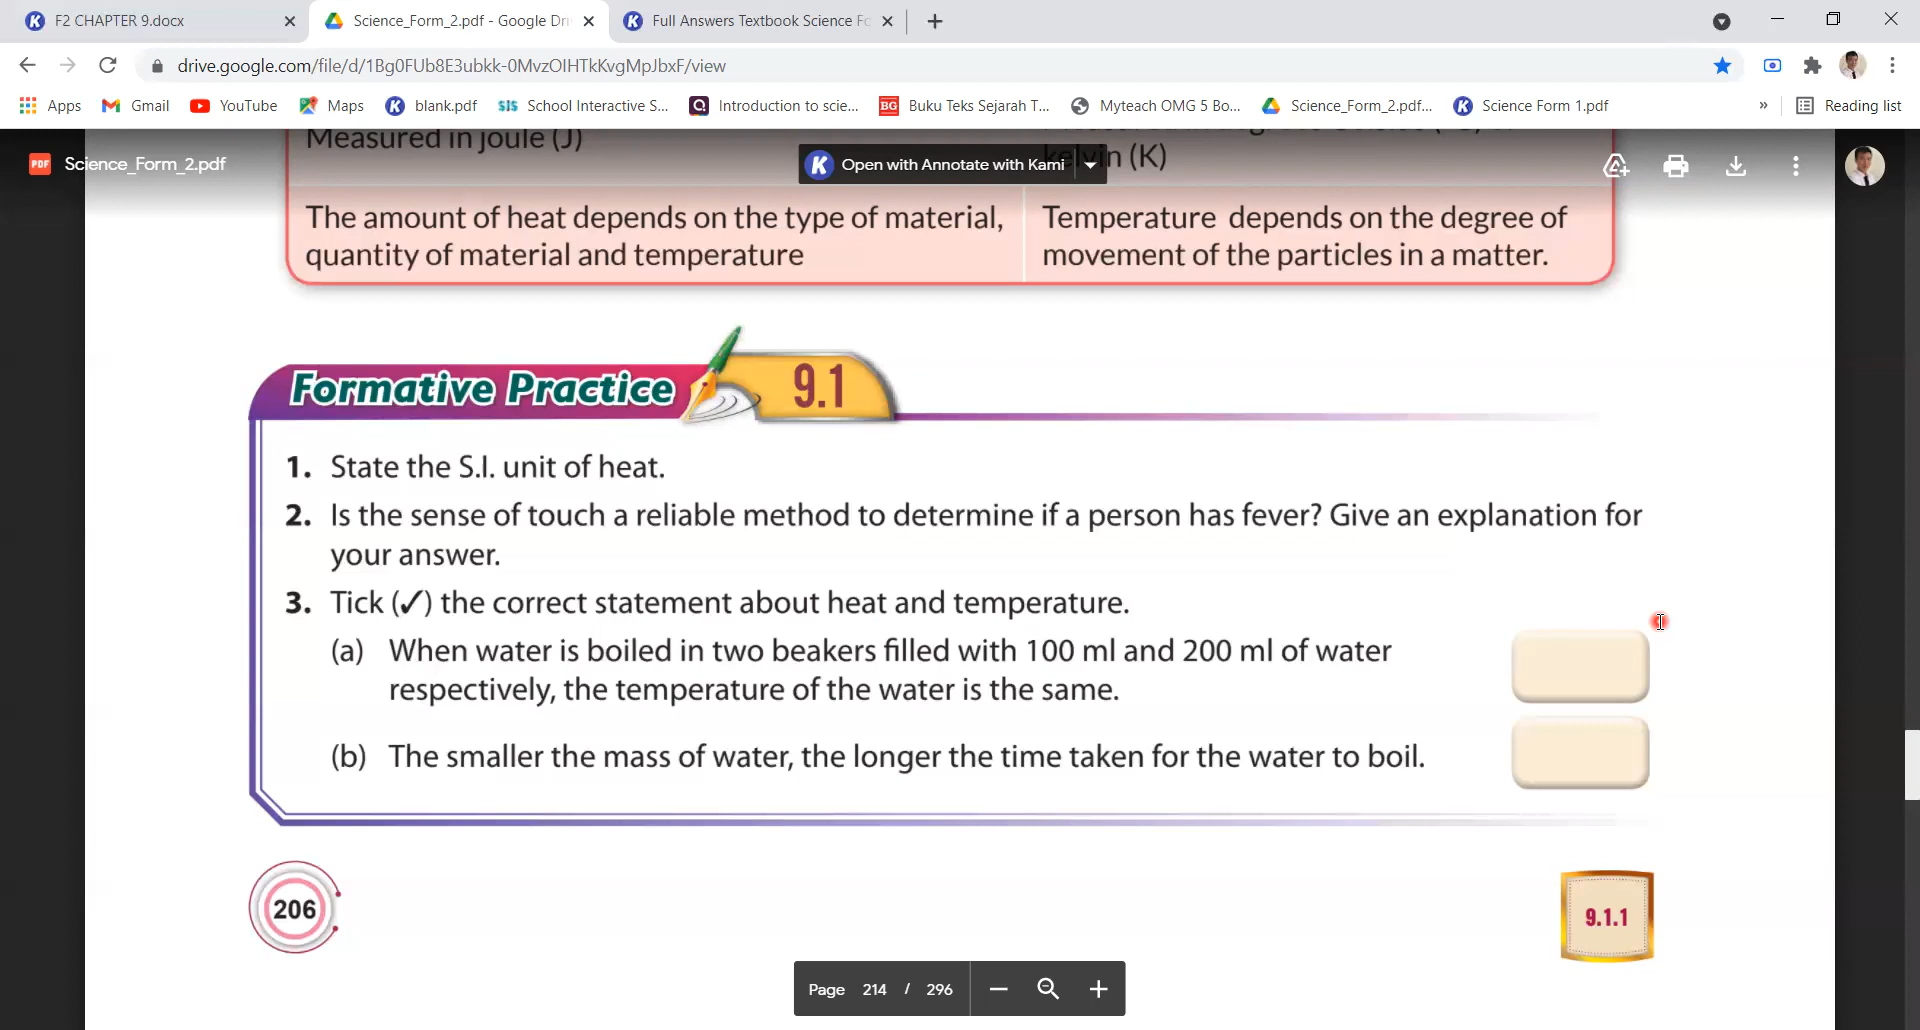 F2 CHAPTER 9.docx
Science_Form_2.pdf - Google Dri
Full Answers Textbook Science Fo
drive.google.com/file/d/1Bg0FUb8E3ubkk-0MvzOIHTkKvgMpJbxF/view
Apps
Gmail
YouTube
Maps
blank.pdf
SIS School Interactive S...
Introduction to scie...
BG Buku Teks Sejarah T...
Myteach OMG 5 Bo...
Science_Form_2.pdf...
Science Form 1.pdf
»
Reading list
Measured in joule (J)
kelvin (K)
PDF Science_Form_2.pdf
Open with Annotate with Kami
The amount of heat depends on the type of material,
quantity of material and temperature
Temperature depends on the degree of
movement of the particles in a matter.
Formative Practice 9.1
1. State the S.I. unit of heat.
2. Is the sense of touch a reliable method to determine if a person has fever? Give an explanation for
your answer.
3. Tick (✓) the correct statement about heat and temperature.
(a) When water is boiled in two beakers filled with 100 ml and 200 ml of water
respectively, the temperature of the water is the same.
(b) The smaller the mass of water, the longer the time taken for the water to boil.
206
9.1.1
Page 214 / 296